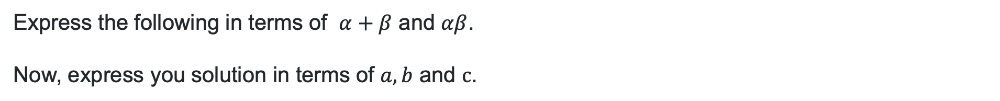 Express the following in terms of α + β and αβ.
Now, express you solution in terms of a, b and c.